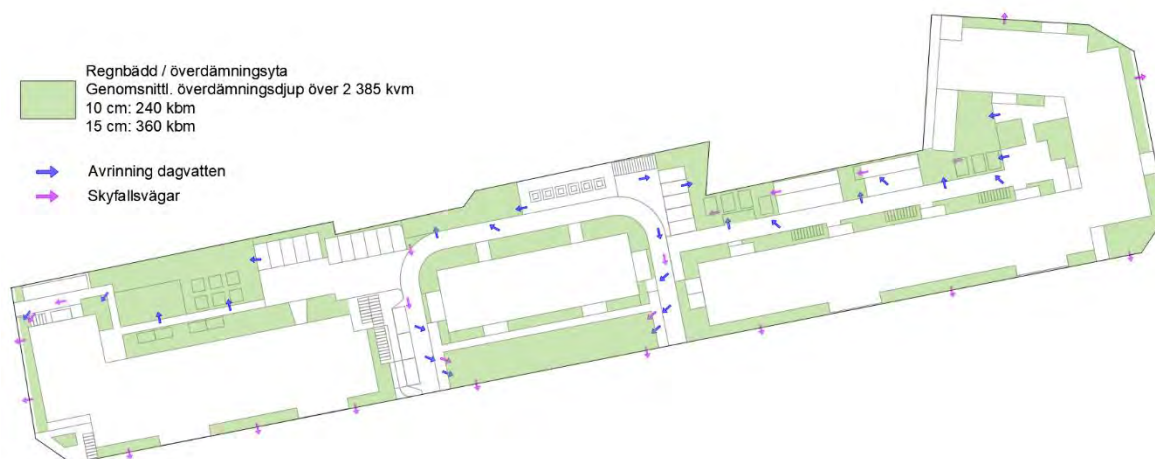 Regnbädd / överdämningsyta
Genomsnittl. överdämningsdjup över 2 385 kvm
10 cm: 240 kbm
15 cm: 360 kbm
Avrinning dagvatten
Skyfallsvägar